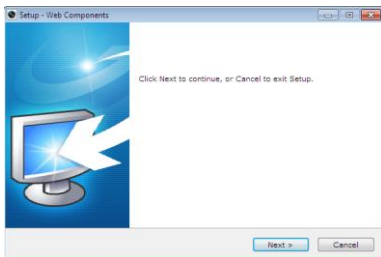 Setup - Web Components
Click Next to continue, or Cancel to exit Setup.
Next >
Cancel